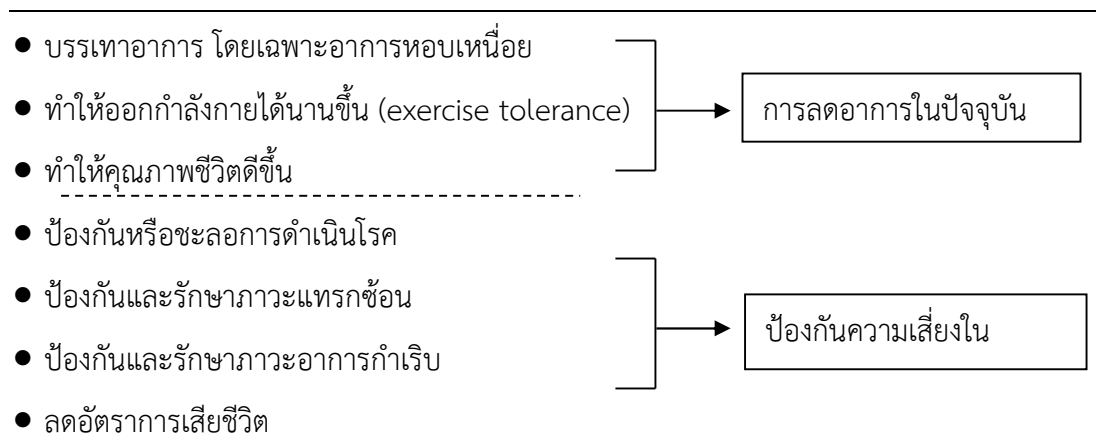 ● บรรเทาอาการ โดยเฉพาะอาการหอบเหนื่อย
● ทำให้ออกกำลังกายได้นานขึ้น (exercise tolerance)
การลดอาการในปัจจุบัน
● ทำให้คุณภาพชีวิตดีขึ้น
● ป้องกันหรือชะลอการดำเนินโรค
● ป้องกันและรักษาภาวะแทรกซ้อน
ป้องกันความเสี่ยงใน
● ป้องกันและรักษาภาวะอาการกำเริบ
● ลดอัตราการเสียชีวิต